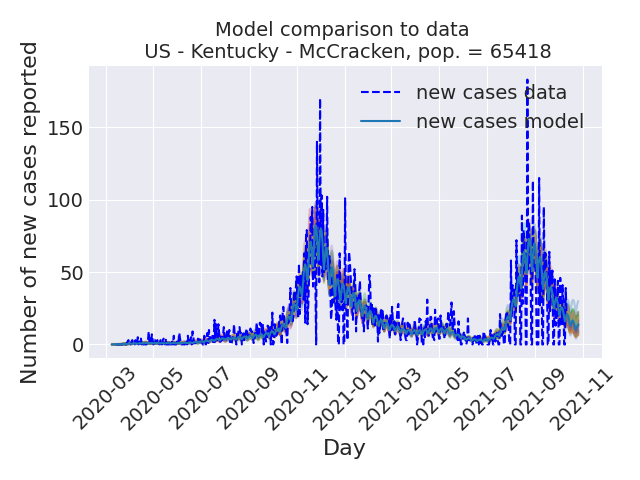 Model comparison to data
US - Kentucky - McCracken, pop. = 65418
Number of new cases reported
150
100
50
0
new cases data
new cases model
2020-03
2020-05
2020-07
2020-09
2020-11
2021-01
2021-03
2021-05
2021-07
2021-09
2021-11
Day